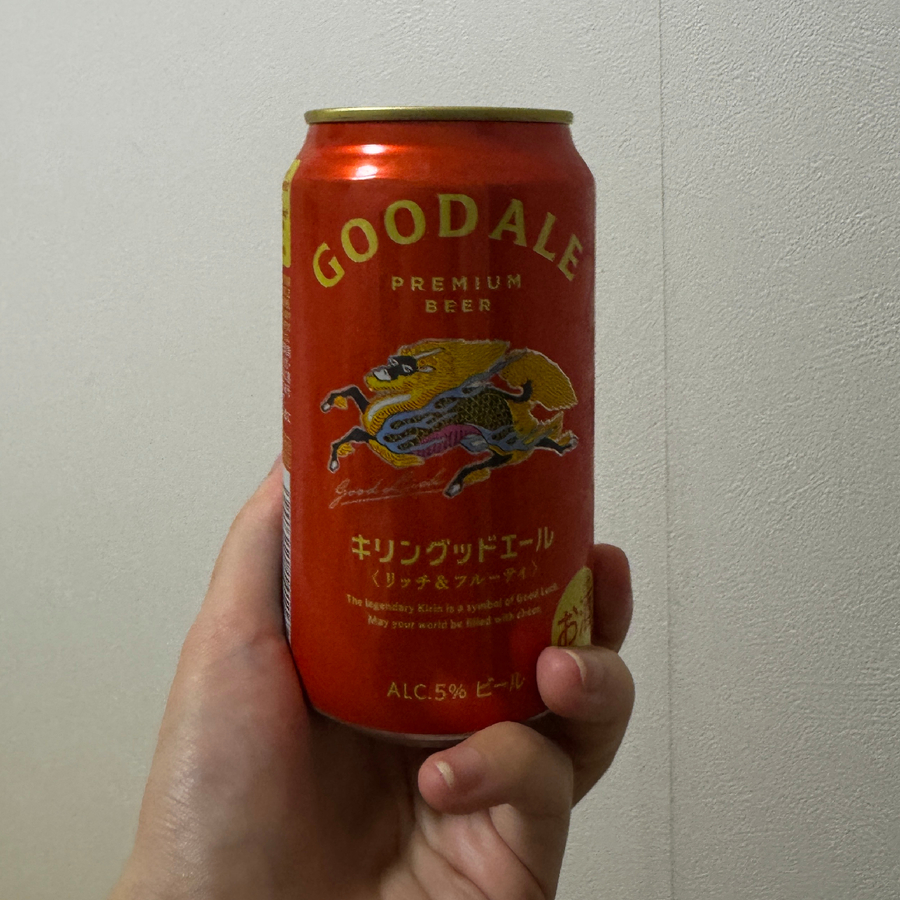 GOOD ALE
PREMIUM
BEER
Good Luck
キリングッドエール
〈リッチ&フルーティ〉
The legendary Kirin is a symbol of Good Luck.
May your world be filled with cheer.
お酒
ALC.5% ビール